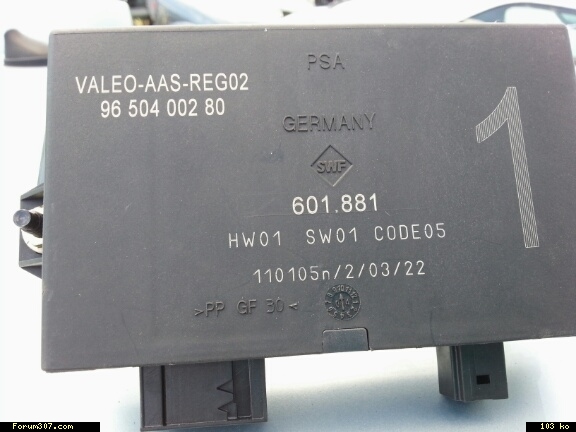 PSA
VALEO-AAS-REG02
96 504 002 80
GERMANY
SWF
601.881
1
HW01 SW01 CODE05
110105n/2/03/22
>PP GF 30<
Forum307.com
103 ko